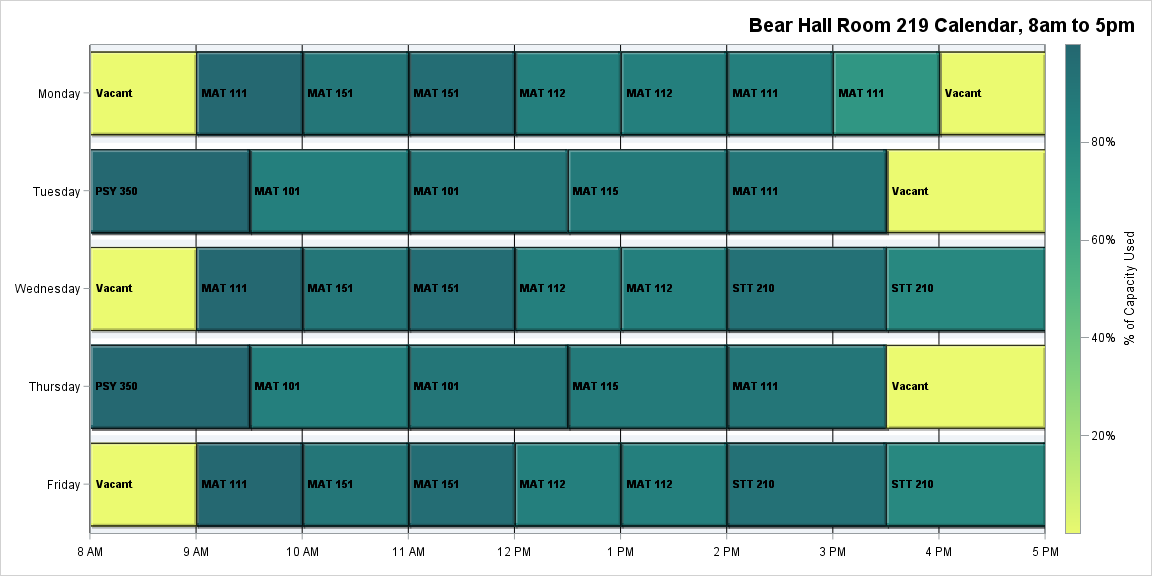 Bear Hall Room 219 Calendar, 8am to 5pm
Monday
Vacant
MAT 111
MAT 151
MAT 151
MAT 112
MAT 112
MAT 111
MAT 111
Vacant
Tuesday
PSY 350
MAT 101
MAT 101
MAT 115
MAT 111
Vacant
Wednesday
Vacant
MAT 111
MAT 151
MAT 151
MAT 112
MAT 112
STT 210
STT 210
Thursday
PSY 350
MAT 101
MAT 101
MAT 115
MAT 111
Vacant
Friday
Vacant
MAT 111
MAT 151
MAT 151
MAT 112
MAT 112
STT 210
STT 210
8 AM
9 AM
10 AM
11 AM
12 PM
1 PM
2 PM
3 PM
4 PM
5 PM
80%
60%
40%
20%
% of Capacity Used